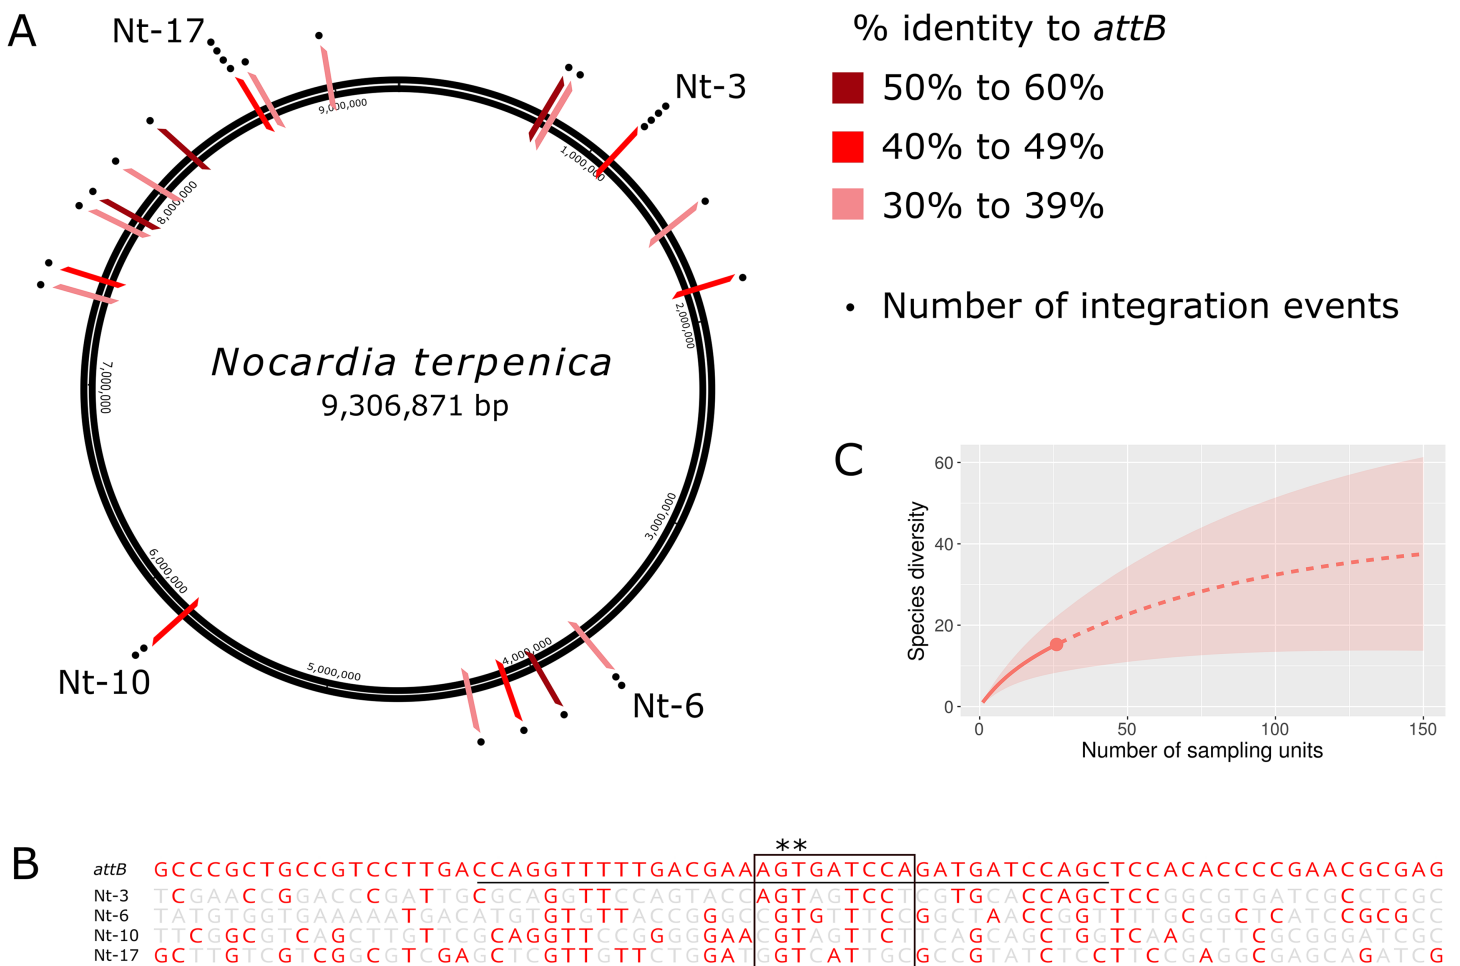 A
Nt-17
Nt-3
9,000,000
1,000,000
8,000,000
2,000,000
Nocardia terpenica
9,306,871 bp
7,000,000
3,000,000
6,000,000
4,000,000
5,000,000
Nt-10
Nt-6
% identity to attB
50% to 60%
40% to 49%
30% to 39%
• Number of integration events
C
Species diversity
60
40
20
0
0 50 100 150
Number of sampling units
B
**
attB GCCCGCTGCCGTCCTTGACCAGGTTTTTGACGAAAGTGATCCAGATGATCCAGCTCCACACCCCGAACGCGAG
Nt-3 TCGAACCGGACCCGATTGCGCAGGTTCCAGTACCAGTAGTCCTGGTGACCCAGCTCCGGCGTGATCGCCTCGC
Nt-6 TATGTGGTGAAAAATGACATGTGTGTTACCGGGCCGTGTTTCCGGCTAACCGGTTTTGCGGCTCATCCGCGCC
Nt-10 TTCGGCGTCAGCTTGTTCGCAGGTTCCGGGGGAACGTAGTTCTGCAGAAGCCGGTCAAGCTTCGCGGGATCGC
Nt-17 GCTTGTCGTCGGCGTCGAGCTCGTTGTTCTGGATGGTCATTGCGCCGTATCTCCTTCCGAGGCGAGCAGATCG